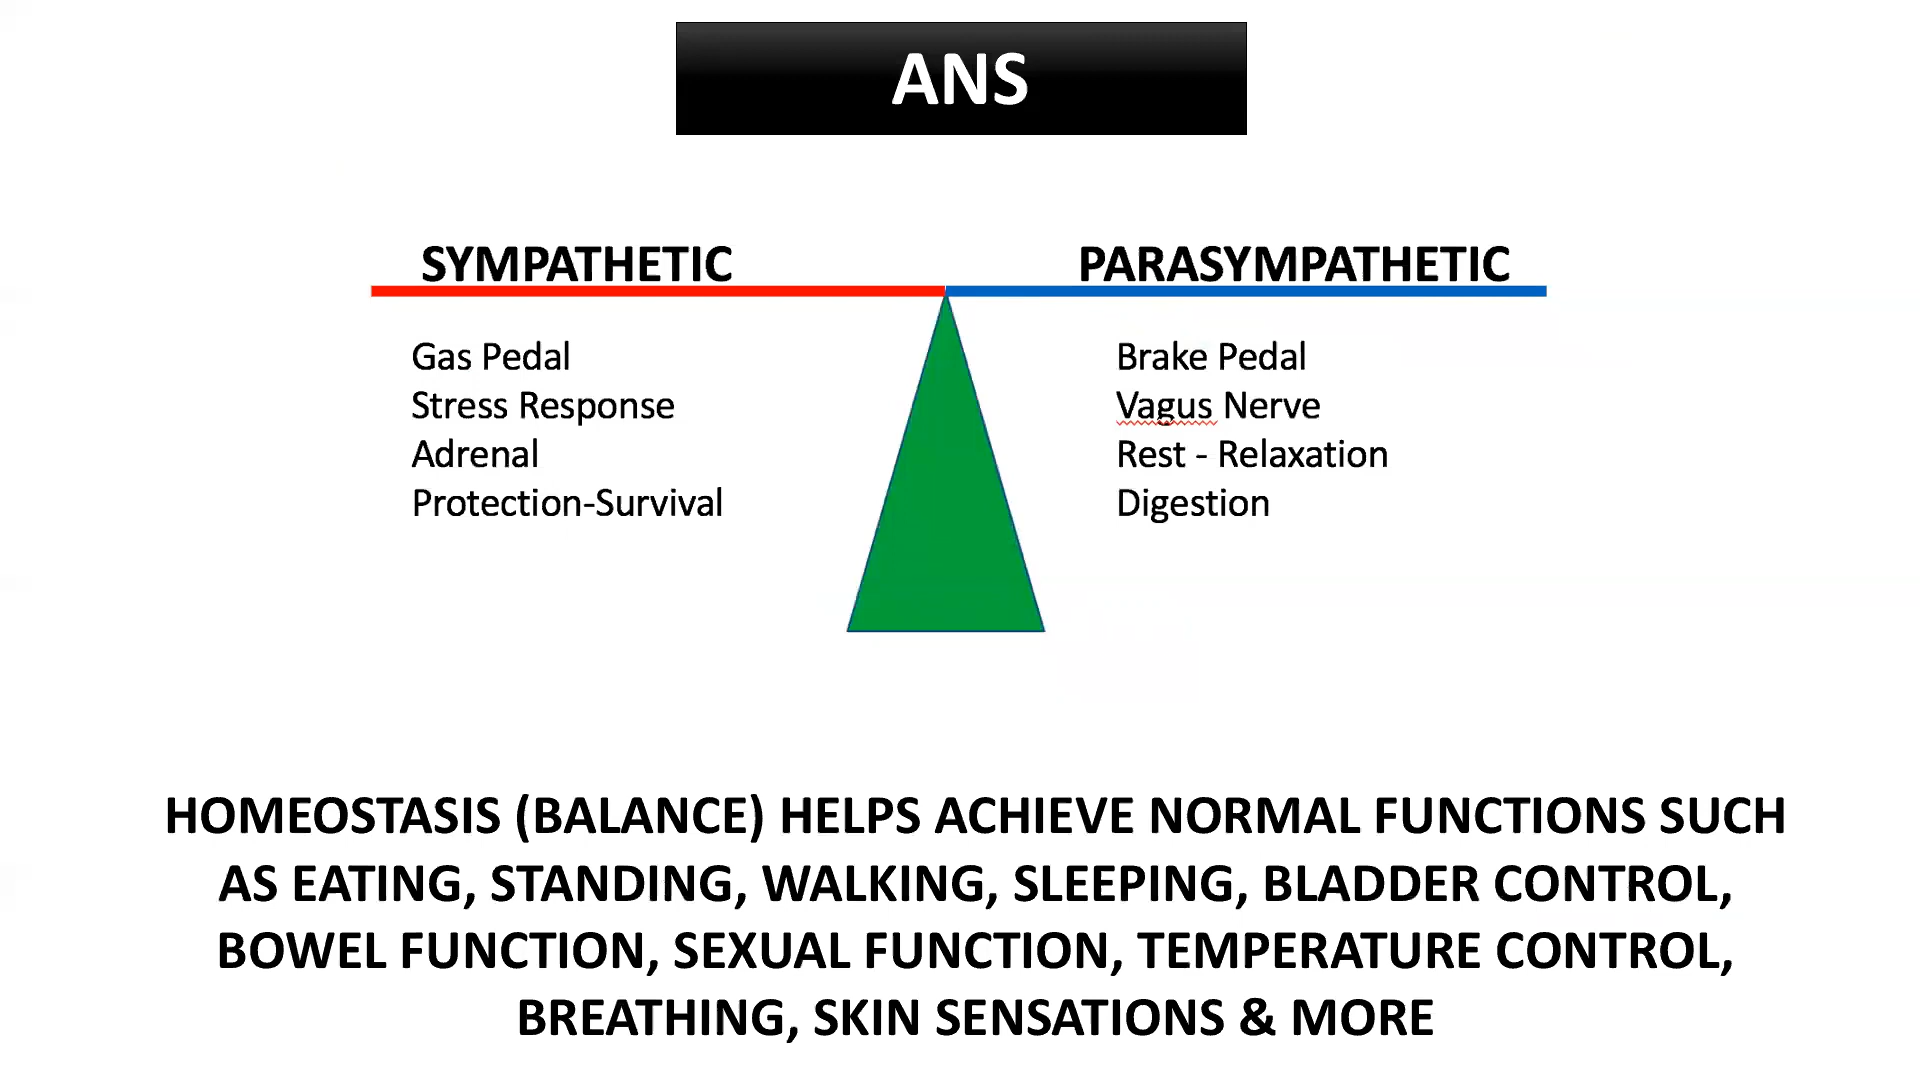 ANS
SYMPATHETIC
Gas Pedal
Stress Response
Adrenal
Protection-Survival
PARASYMPATHETIC
Brake Pedal
Vagus Nerve
Rest - Relaxation
Digestion
HOMEOSTASIS (BALANCE) HELPS ACHIEVE NORMAL FUNCTIONS SUCH
AS EATING, STANDING, WALKING, SLEEPING, BLADDER CONTROL,
BOWEL FUNCTION, SEXUAL FUNCTION, TEMPERATURE CONTROL,
BREATHING, SKIN SENSATIONS & MORE